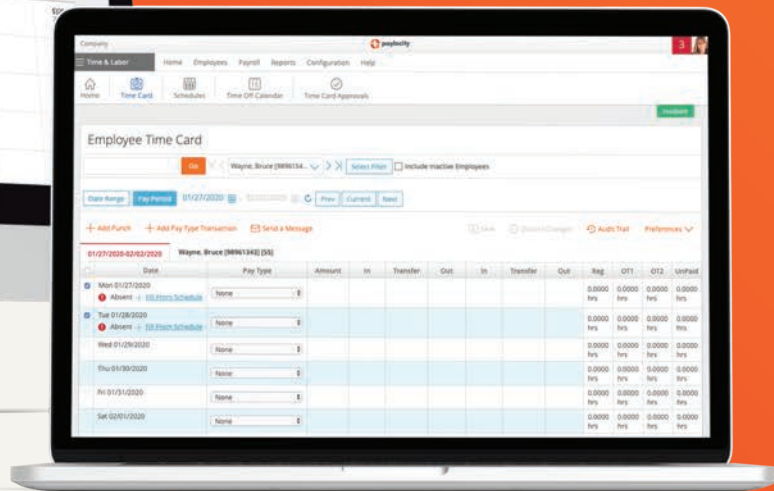 Company
paylocity
3
Time & Labor Home Employees Payroll Reports Configuration Help
Home Time Card Schedules Time Off Calendar Time Card Approvals
Employee Time Card
Go Wayne, Bruce [9896134... Select Filter Include Inactive Employees
Date Range Pay Period 01/27/2020 Prev Current Next
Add Punch Add Pay Type Transaction Send a Message Save Discard Changes Audit Trail Preferences
01/27/2020-02/02/2020 Wayne, Bruce [98961343] [SS]
Date Pay Type Amount In Transfer Out In Transfer Out Reg OT1 OT2 UnPaid
Mon 01/27/2020
Absent Fill From Schedule None 0.0000 hrs 0.0000 hrs 0.0000 hrs 0.0000 hrs
Tue 01/28/2020
Absent Fill From Schedule None 0.0000 hrs 0.0000 hrs 0.0000 hrs 0.0000 hrs
Wed 01/29/2020 None 0.0000 hrs 0.0000 hrs 0.0000 hrs 0.0000 hrs
Thu 01/30/2020 None 0.0000 hrs 0.0000 hrs 0.0000 hrs 0.0000 hrs
Fri 01/31/2020 None 0.0000 hrs 0.0000 hrs 0.0000 hrs 0.0000 hrs
Sat 02/01/2020 None 0.0000 hrs 0.0000 hrs 0.0000 hrs 0.0000 hrs